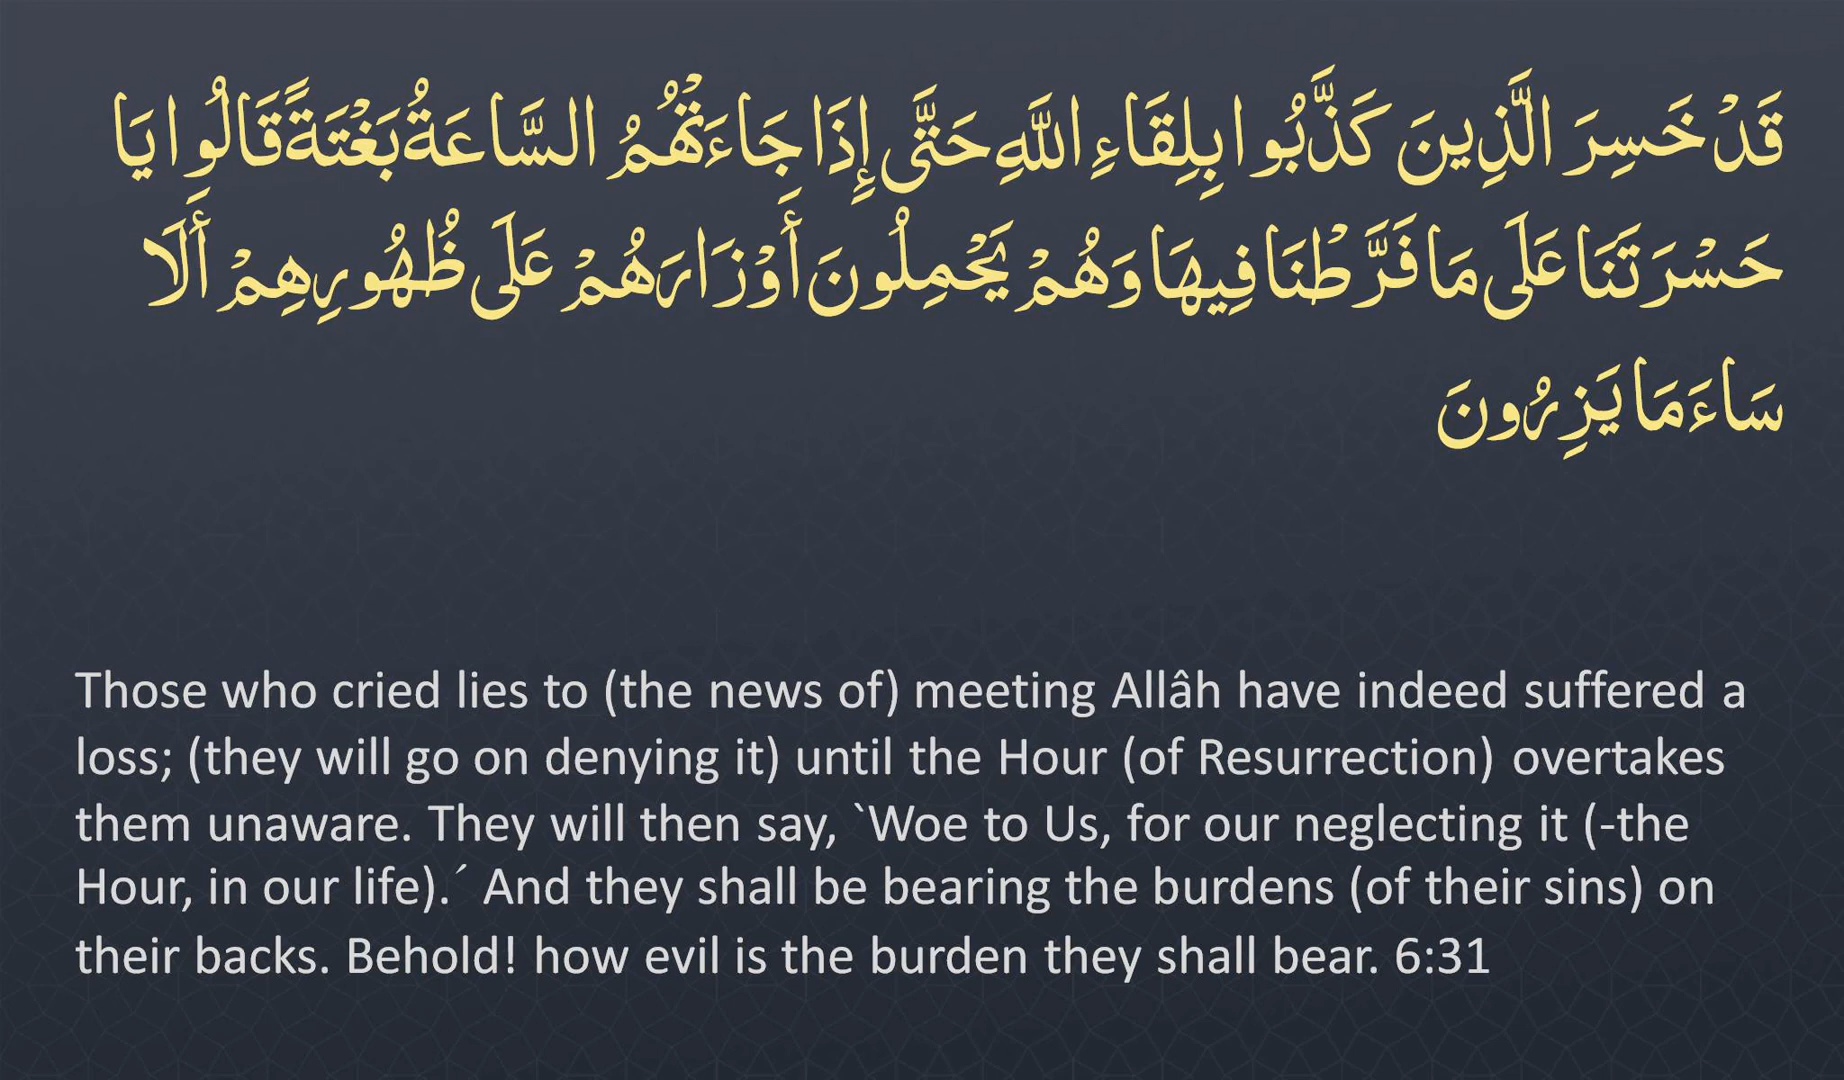 قَدْ خَسِرَ الَّذِينَ كَذَّبُوا بِلِقَاءِ اللَّهِ حَتَّى إِذَا جَاءَتْهُمُ السَّاعَةُ بَغْتَةً قَالُوا يَا
حَسْرَتَنَا عَلَى مَا فَرَّطْنَا فِيهَا وَهُمْ يَحْمِلُونَ أَوْزَارَهُمْ عَلَى ظُهُورِهِمْ أَلَا
سَاءَ مَا يَزِرُونَ
Those who cried lies to (the news of) meeting Allâh have indeed suffered a
loss; (they will go on denying it) until the Hour (of Resurrection) overtakes
them unaware. They will then say, `Woe to Us, for our neglecting it (-the
Hour, in our life).´ And they shall be bearing the burdens (of their sins) on
their backs. Behold! how evil is the burden they shall bear. 6:31